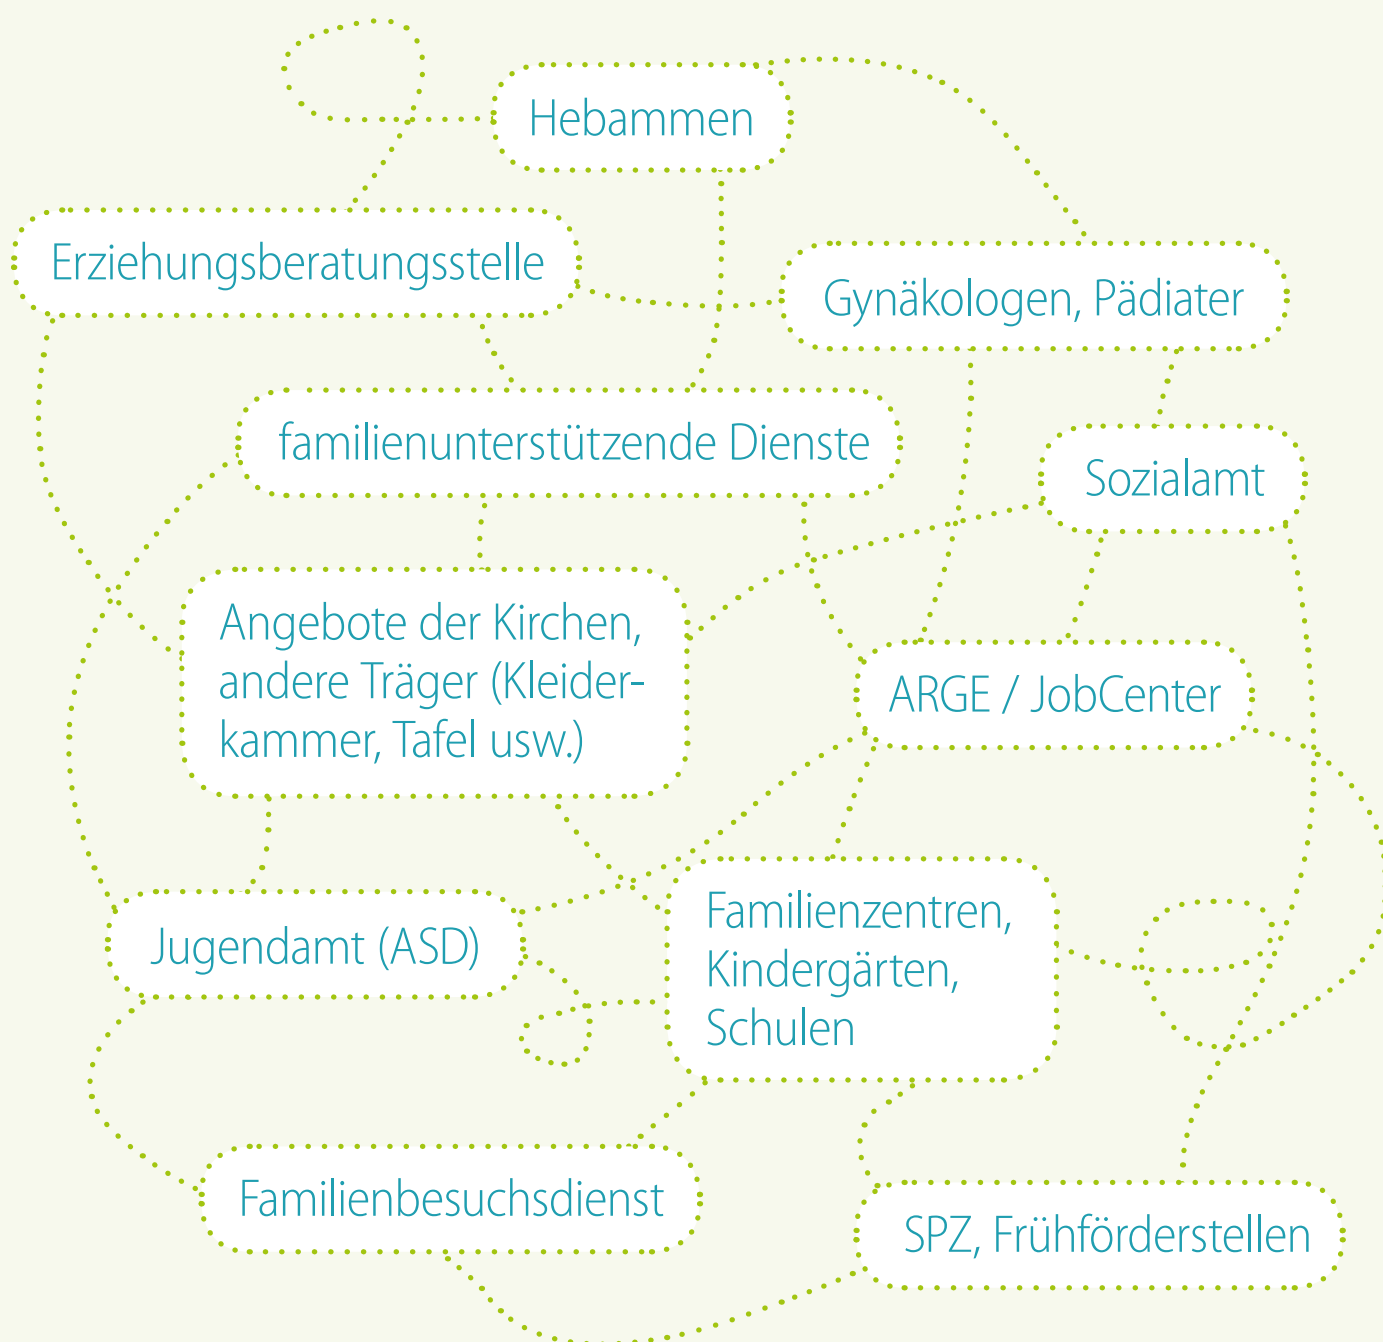 Hebammen
Erziehungsberatungsstelle
Gynäkologen, Pädiater
familienunterstützende Dienste
Sozialamt
Angebote der Kirchen,
andere Träger (Kleider-
kammer, Tafel usw.)
ARGE / JobCenter
Jugendamt (ASD)
Familienzentren,
Kindergärten,
Schulen
Familienbesuchsdienst
SPZ, Frühförderstellen